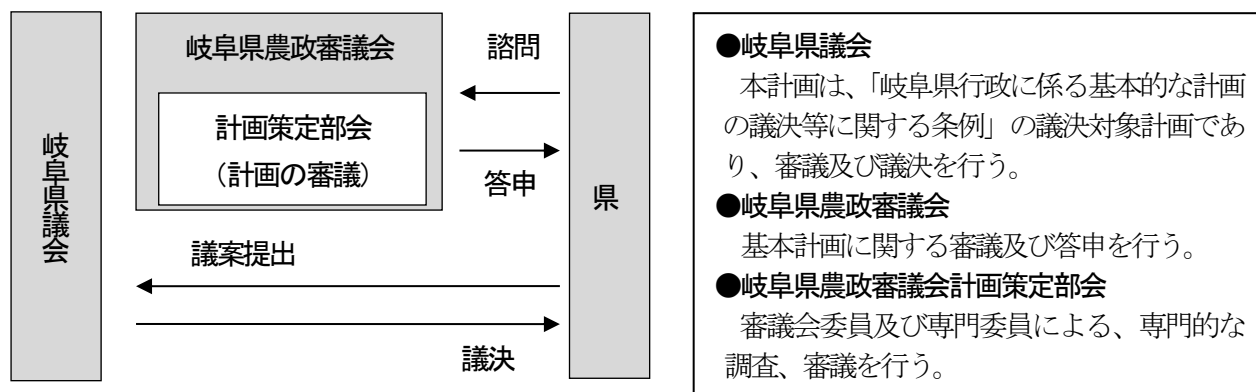 岐阜県議会
岐阜県農政審議会
計画策定部会
（計画の審議）
諮問
答申
県
議案提出
議決
●岐阜県議会
本計画は、「岐阜県行政に係る基本的な計画
の議決等に関する条例」の議決対象計画であ
り、審議及び議決を行う。
●岐阜県農政審議会
基本計画に関する審議及び答申を行う。
●岐阜県農政審議会計画策定部会
審議会委員及び専門委員による、専門的な
調査、審議を行う。